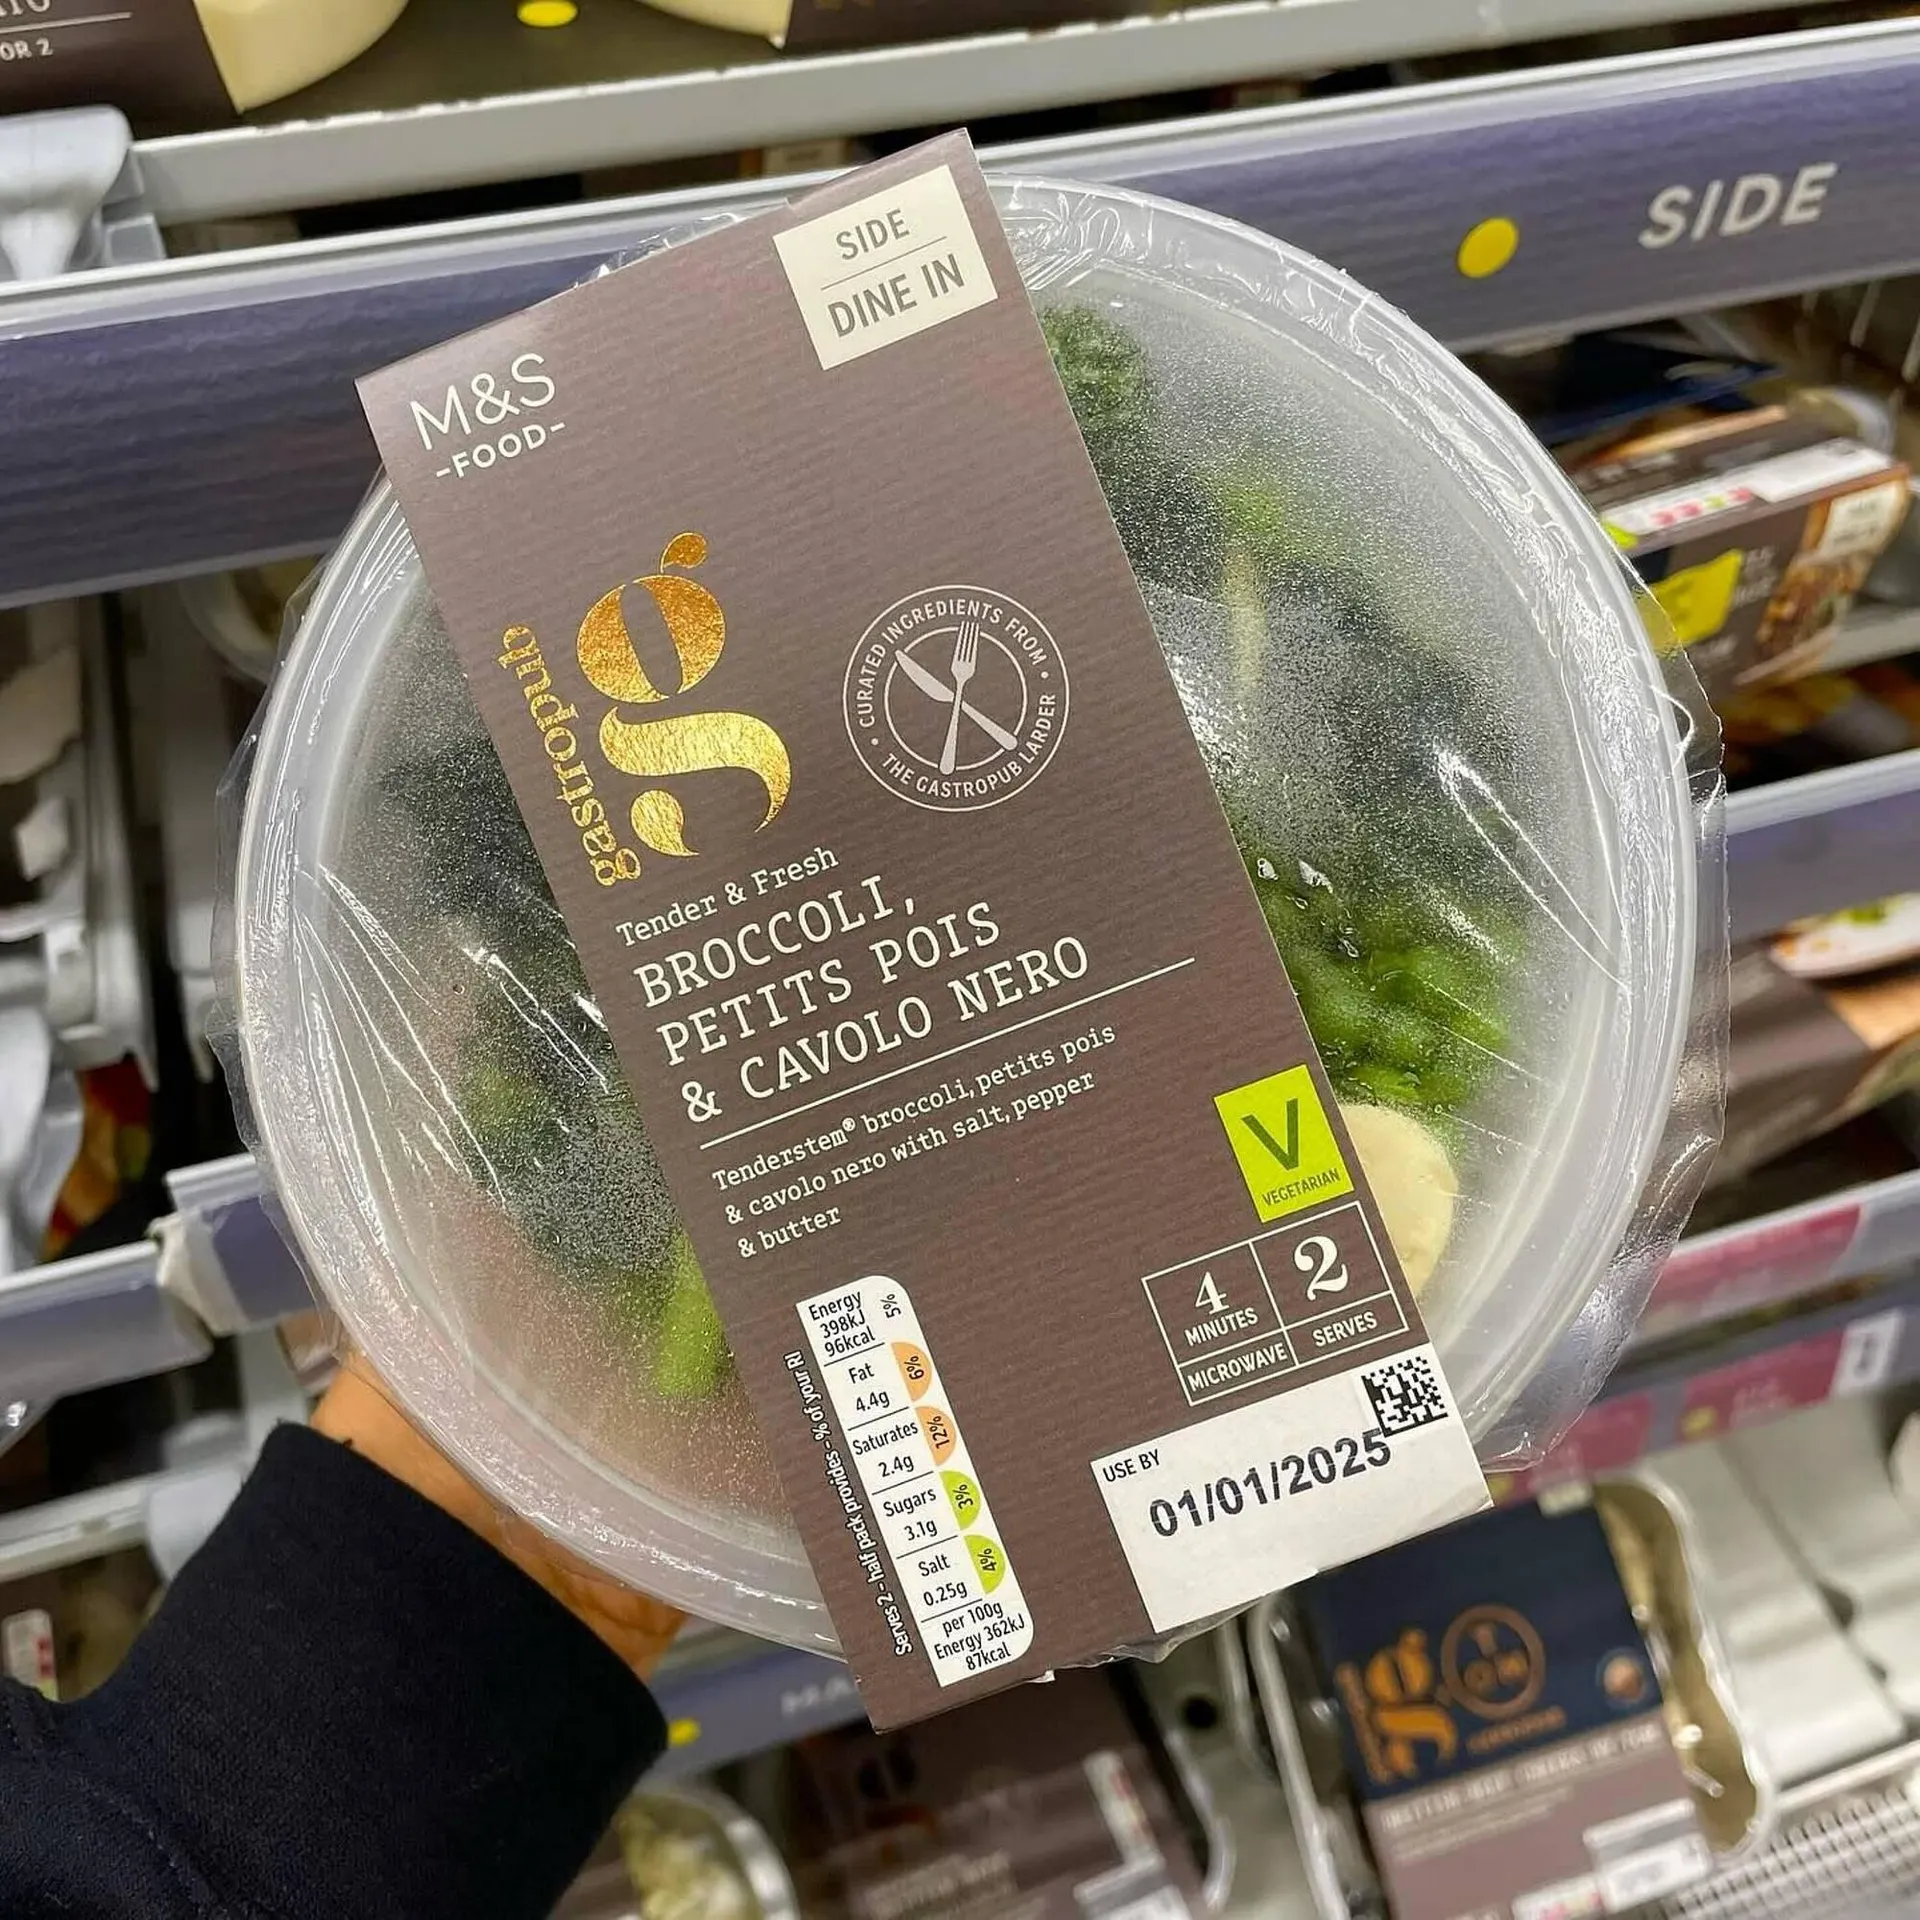 OR 2
SIDE
SIDE
DINE IN
M&S
-FOOD-
gastropub
g
CURATED INGREDIENTS FROM
• THE GASTROPUB LARDER •
Tender & Fresh
BROCCOLI,
PETITS POIS
& CAVOLO NERO
Tenderstem® broccoli, petits pois
& cavolo nero with salt, pepper
& butter
V
VEGETARIAN
4
MINUTES
MICROWAVE
2
SERVES
USE BY
01/01/2025
Serves 2 - half pack provides - % of your RI
Energy
398kJ
96kcal
5%
Fat
4.4g
6%
Saturates
2.4g
12%
Sugars
3.1g
3%
Salt
0.25g
4%
per 100g
Energy 362kJ
87kcal
g